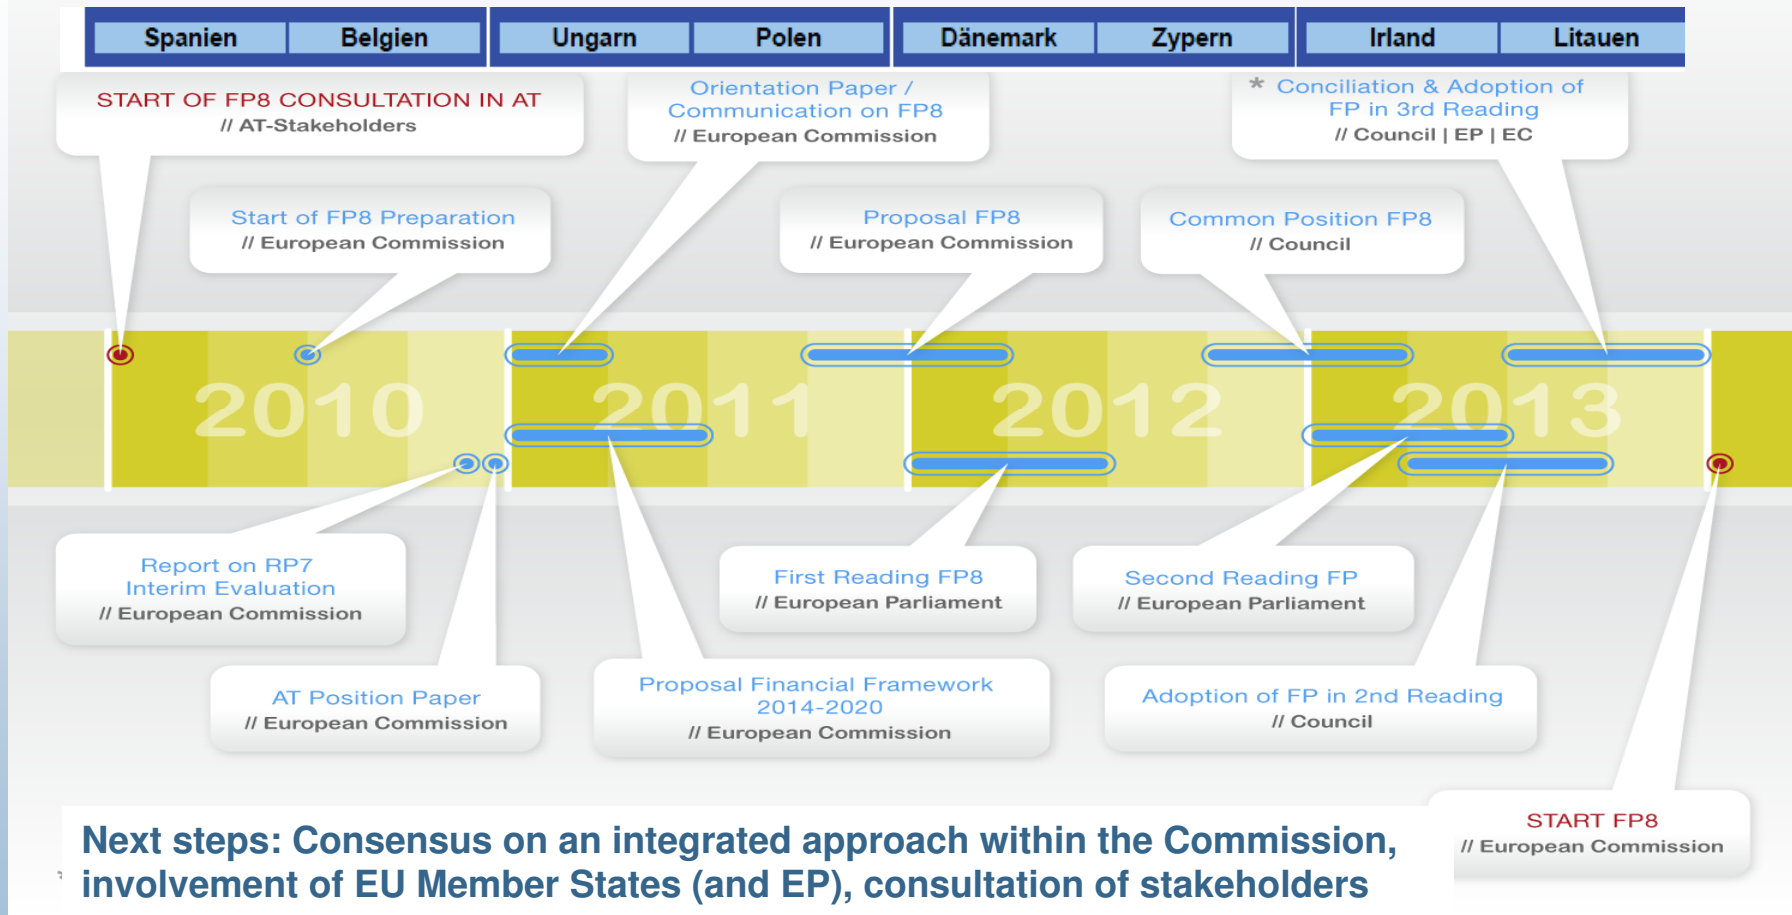 Spanien Belgien Ungarn Polen Dänemark Zypern Irland Litauen
START OF FP8 CONSULTATION IN AT
// AT-Stakeholders
Orientation Paper /
Communication on FP8
// European Commission
* Conciliation & Adoption of
FP in 3rd Reading
// Council | EP | EC
Start of FP8 Preparation
// European Commission
Proposal FP8
// European Commission
Common Position FP8
// Council
2010 2011 2012 2013
Report on RP7
Interim Evaluation
// European Commission
First Reading FP8
// European Parliament
Second Reading FP
// European Parliament
AT Position Paper
// European Commission
Proposal Financial Framework
2014-2020
// European Commission
Adoption of FP in 2nd Reading
// Council
START FP8
// European Commission
Next steps: Consensus on an integrated approach within the Commission,
involvement of EU Member States (and EP), consultation of stakeholders